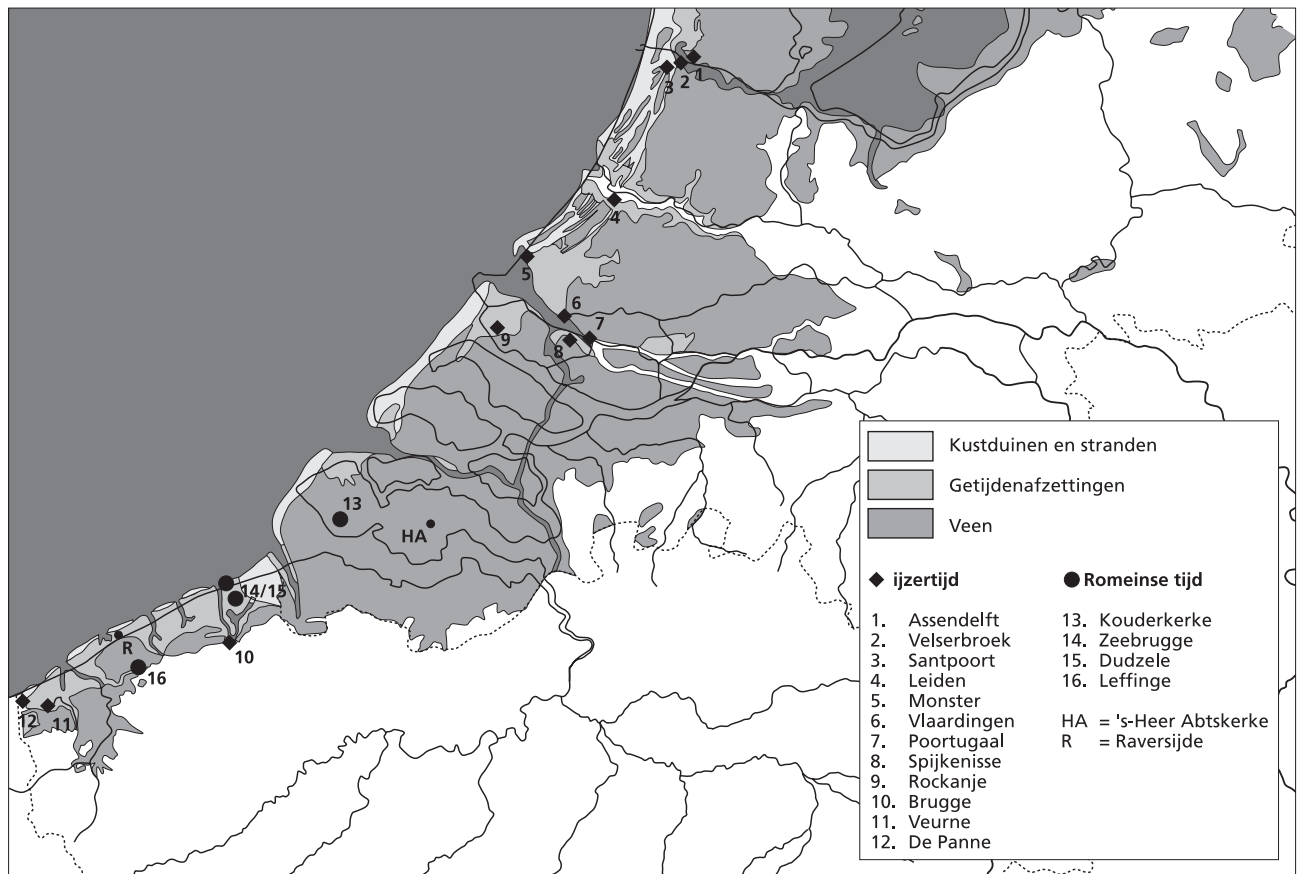 1
2
3
4
5
6
7
8
9
13
HA
14/15
10
R
16
12
11
Kustduinen en stranden
Getijdenafzettingen
Veen
ijzertijd
1. Assendelft
2. Velserbroek
3. Santpoort
4. Leiden
5. Monster
6. Vlaardingen
7. Poortugaal
8. Spijkenisse
9. Rockanje
10. Brugge
11. Veurne
12. De Panne
Romeinse tijd
13. Kouderkerke
14. Zeebrugge
15. Dudzele
16. Leffinge
HA = 's-Heer Abtskerke
R = Raversijde